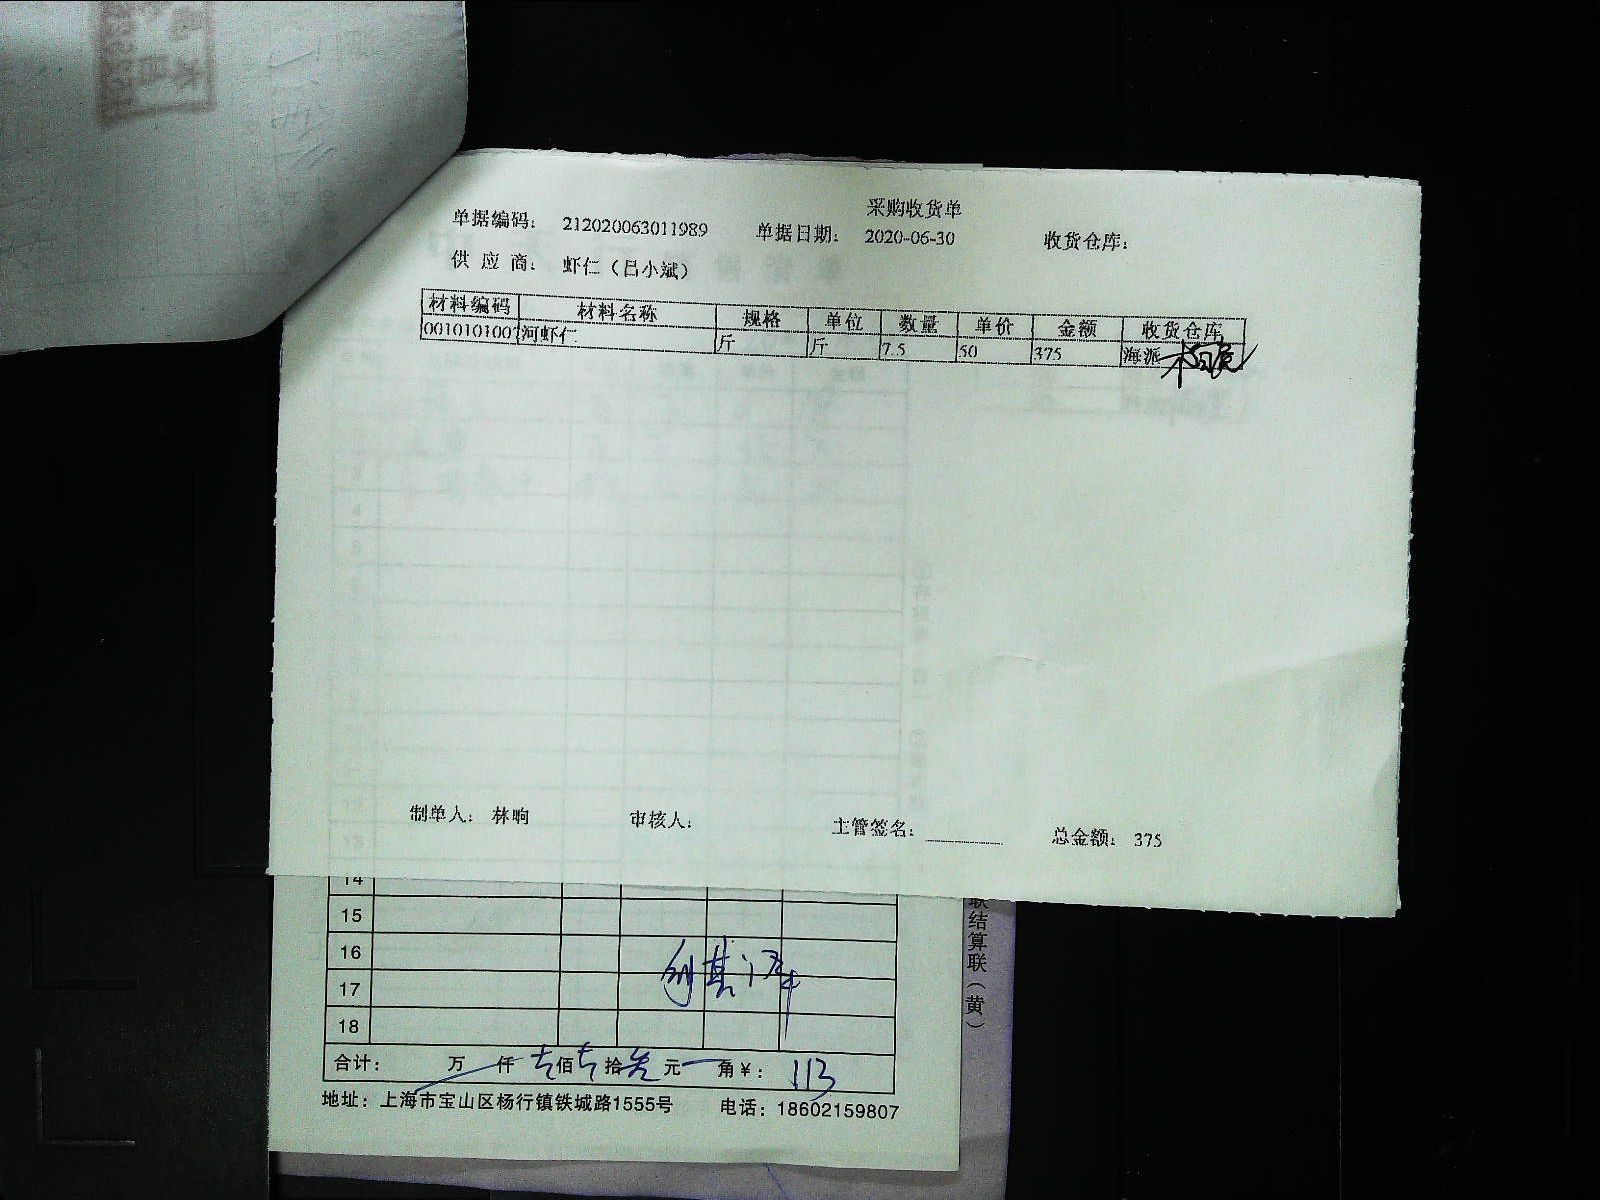 采购收货单
单据编码： 212020063011989 单据日期： 2020-06-30 收货仓库：
供 应 商： 虾仁（吕小斌）
材料编码 材料名称 规格 单位 数量 单价 金额 收货仓库
0010101007 河虾仁 斤 斤 7.5 50 375 海派
制单人： 林晌 审核人： 主管签名： 总金额： 375
14
15
16
17
18
合计： 万 仟 佰 拾 元 角￥： 113
地址：上海市宝山区杨行镇铁城路1555号 电话：18602159807
联结算联（黄）